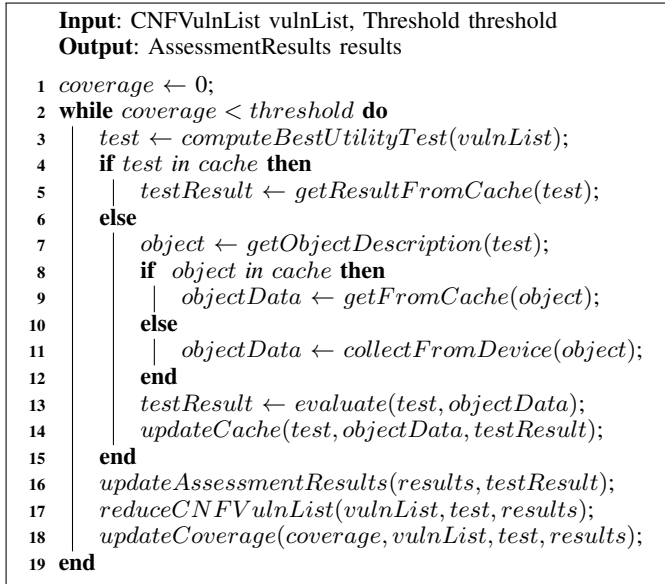 Input: CNFVulnList vulnList, Threshold threshold
Output: AssessmentResults results
1 coverage ← 0;
2 while coverage < threshold do
3 test ← computeBestUtilityTest(vulnList);
4 if test in cache then
5 testResult ← getResultFromCache(test);
6 else
7 object ← getObjectDescription(test);
8 if object in cache then
9 objectData ← getFromCache(object);
10 else
11 objectData ← collectFromDevice(object);
12 end
13 testResult ← evaluate(test, objectData);
14 updateCache(test, objectData, testResult);
15 end
16 updateAssessmentResults(results, testResult);
17 reduceCNFVulnList(vulnList, test, results);
18 updateCoverage(coverage, vulnList, test, results);
19 end